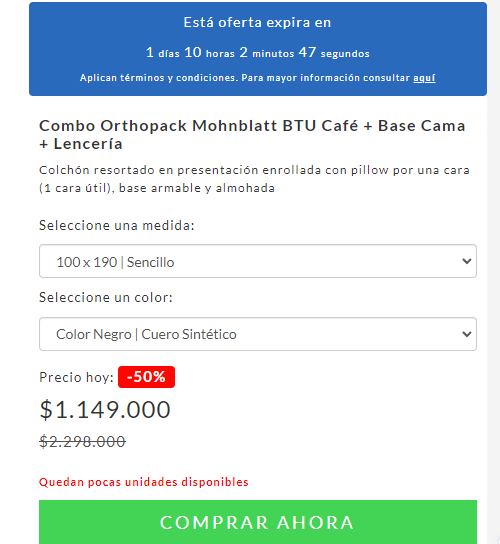 Está oferta expira en
1 días 10 horas 2 minutos 47 segundos
Aplican términos y condiciones. Para mayor información consultar aquí
Combo Orthopack Mohnblatt BTU Café + Base Cama
+ Lencería
Colchón resortado en presentación enrollada con pillow por una cara
(1 cara útil), base armable y almohada
Seleccione una medida:
100 x 190 | Sencillo
Seleccione un color:
Color Negro | Cuero Sintético
Precio hoy: -50%
$1.149.000
$2.298.000
Quedan pocas unidades disponibles
COMPRAR AHORA